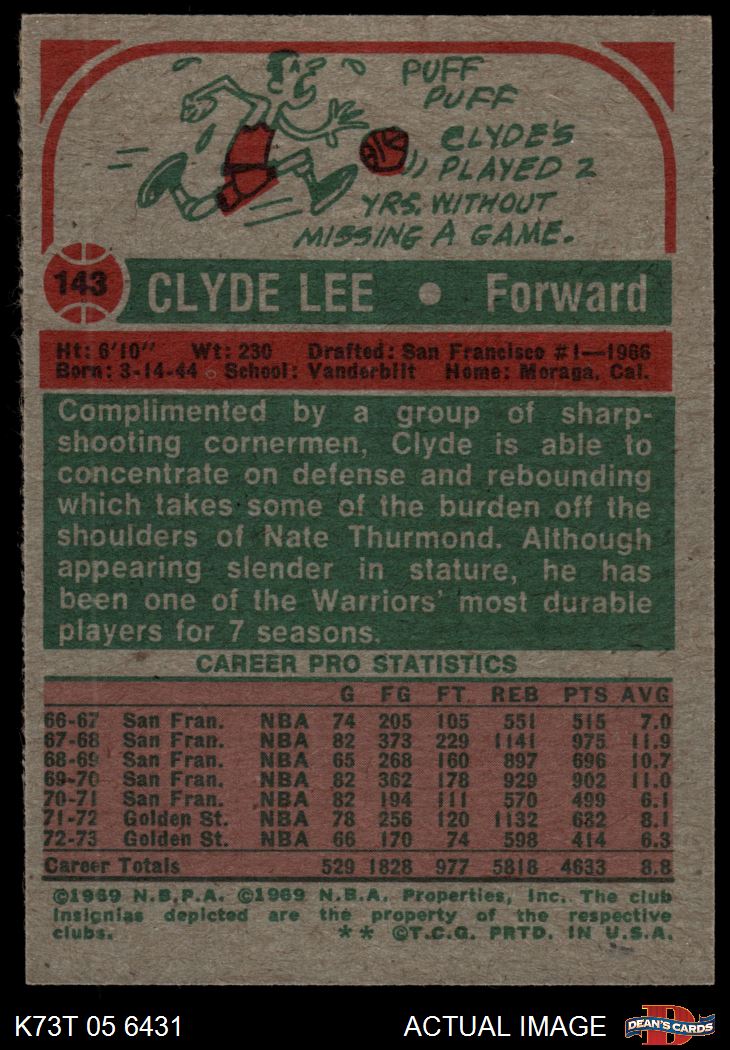 PUFF
PUFF
CLYDE'S
PLAYED 2
YRS. WITHOUT
MISSING A GAME.
143 CLYDE LEE • Forward
Ht: 6'10" Wt: 230 Drafted: San Francisco #1—1966
Born: 3-14-44 School: Vanderbilt Home: Moraga, Cal.
Complimented by a group of sharp-
shooting cornermen, Clyde is able to
concentrate on defense and rebounding
which takes some of the burden off the
shoulders of Nate Thurmond. Although
appearing slender in stature, he has
been one of the Warriors' most durable
players for 7 seasons.
CAREER PRO STATISTICS
G FG FT REB PTS AVG
66-67 San Fran. NBA 74 205 105 551 515 7.0
67-68 San Fran. NBA 82 373 229 1141 975 11.9
68-69 San Fran. NBA 65 268 160 897 696 10.7
69-70 San Fran. NBA 82 362 178 929 902 11.0
70-71 San Fran. NBA 82 194 111 570 499 6.1
71-72 Golden St. NBA 78 256 120 1132 632 8.1
72-73 Golden St. NBA 66 170 74 598 414 6.3
Career Totals 529 1828 977 5818 4633 8.8
©1969 N.B.P.A. ©1969 N.B.A. Properties, Inc. The club
insignias depicted are the property of the respective
clubs. ** ©T.C.G. PRTD. IN U.S.A.
K73T 05 6431 ACTUAL IMAGE D DEAN'S CARDS